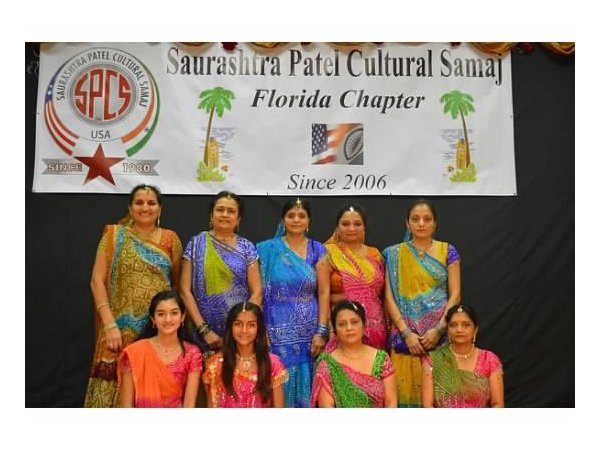 Saurashtra Patel Cultural Samaj
Florida Chapter
Since 2006
SAURASHTRA PATEL CULTURAL SAMAJ
SPCS
USA
SINCE 1980